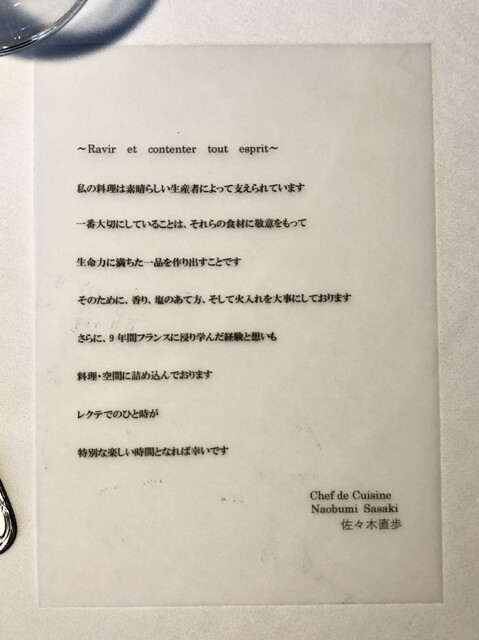 ～Ravir et contenter tout esprit～
私の料理は素晴らしい生産者によって支えられています
一番大切にしていることは、それらの食材に敬意をもって
生命力に満ちた一品を作り出すことです
そのために、香り、塩のあて方、そして火入れを大事にしております
さらに、9 年間フランスに浸り学んだ経験と想いも
料理・空間に詰め込んでおります
レクテでのひと時が
特別な楽しい時間となれば幸いです
Chef de Cuisine
Naobumi Sasaki
佐々木直歩